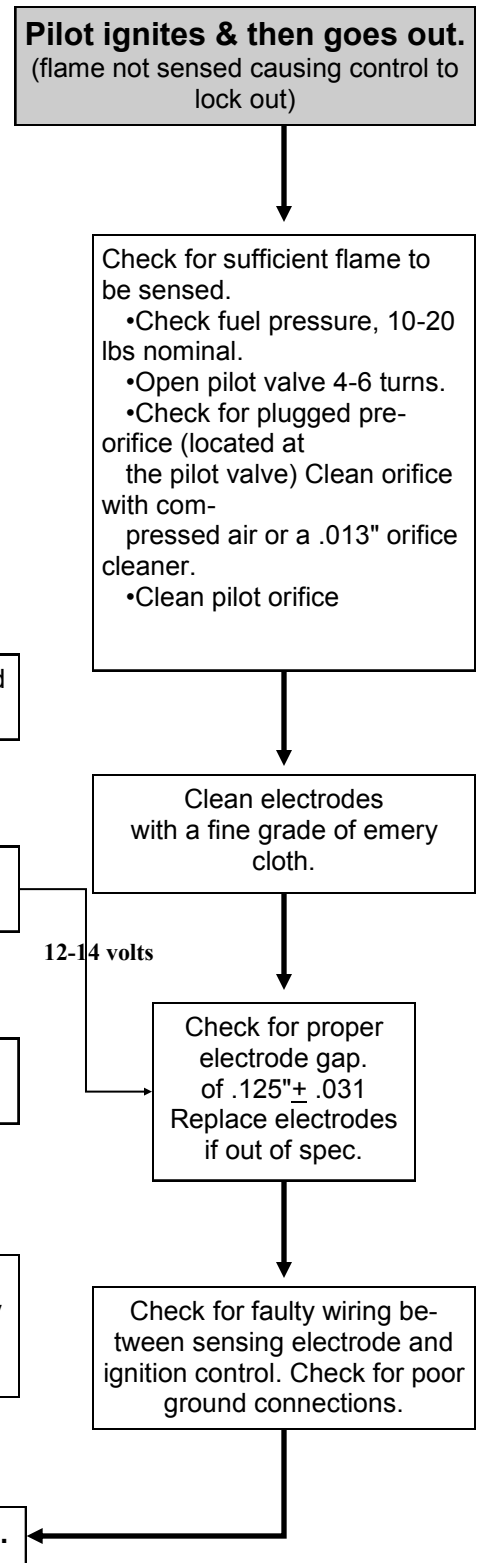 Pilot ignites & then goes out.
(flame not sensed causing control to
lock out)
Check for sufficient flame to
be sensed.
•Check fuel pressure, 10-20
lbs nominal.
•Open pilot valve 4-6 turns.
•Check for plugged pre-
orifice (located at
the pilot valve) Clean orifice
with com-
pressed air or a .013" orifice
cleaner.
•Clean pilot orifice
Clean electrodes
with a fine grade of emery
cloth.
12-14 volts
Check for proper
electrode gap.
of .125"± .031
Replace electrodes
if out of spec.
Check for faulty wiring be-
tween sensing electrode and
ignition control. Check for poor
ground connections.